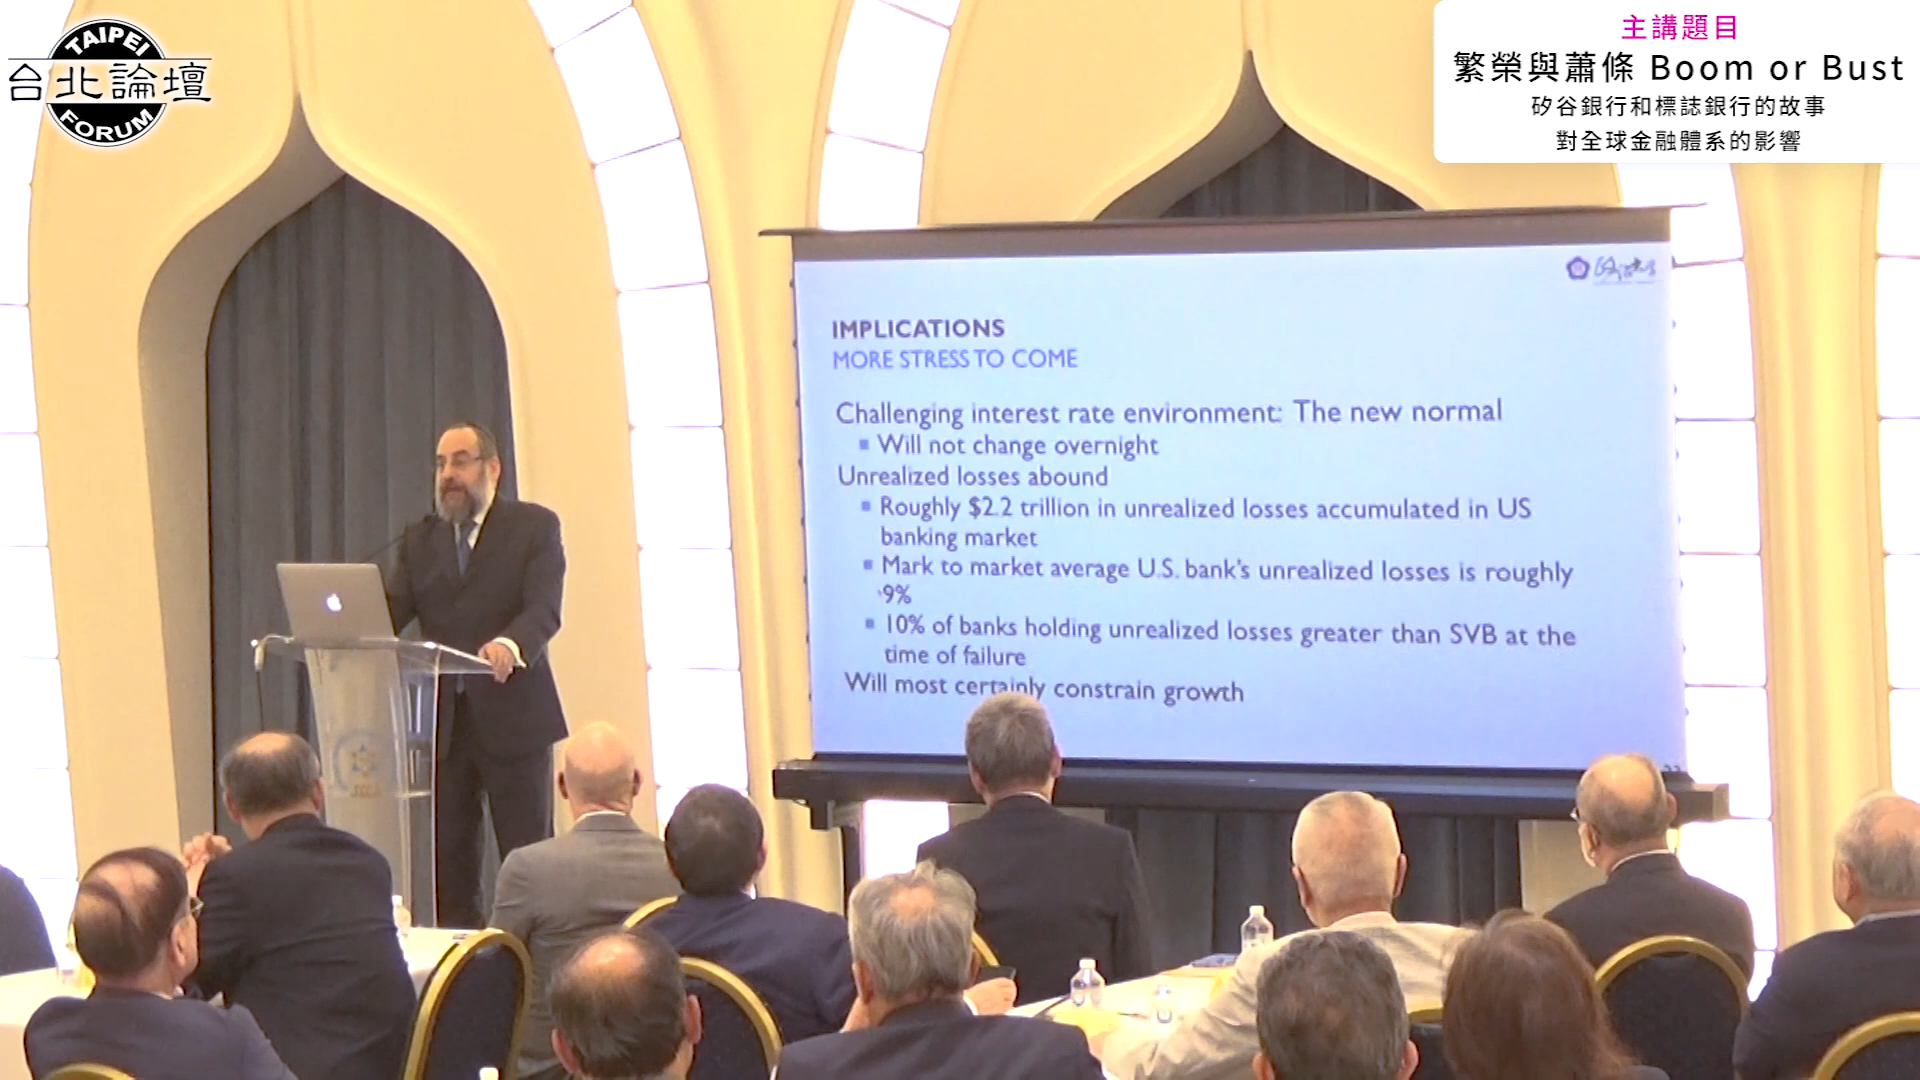 TAIPEI
台北論壇
FORUM
主講題目
繁榮與蕭條 Boom or Bust
矽谷銀行和標誌銀行的故事
對全球金融體系的影響
IMPLICATIONS
MORE STRESS TO COME
Challenging interest rate environment: The new normal
Will not change overnight
Unrealized losses abound
Roughly $2.2 trillion in unrealized losses accumulated in US
banking market
Mark to market average U.S. bank's unrealized losses is roughly
9%
10% of banks holding unrealized losses greater than SVB at the
time of failure
Will most certainly constrain growth